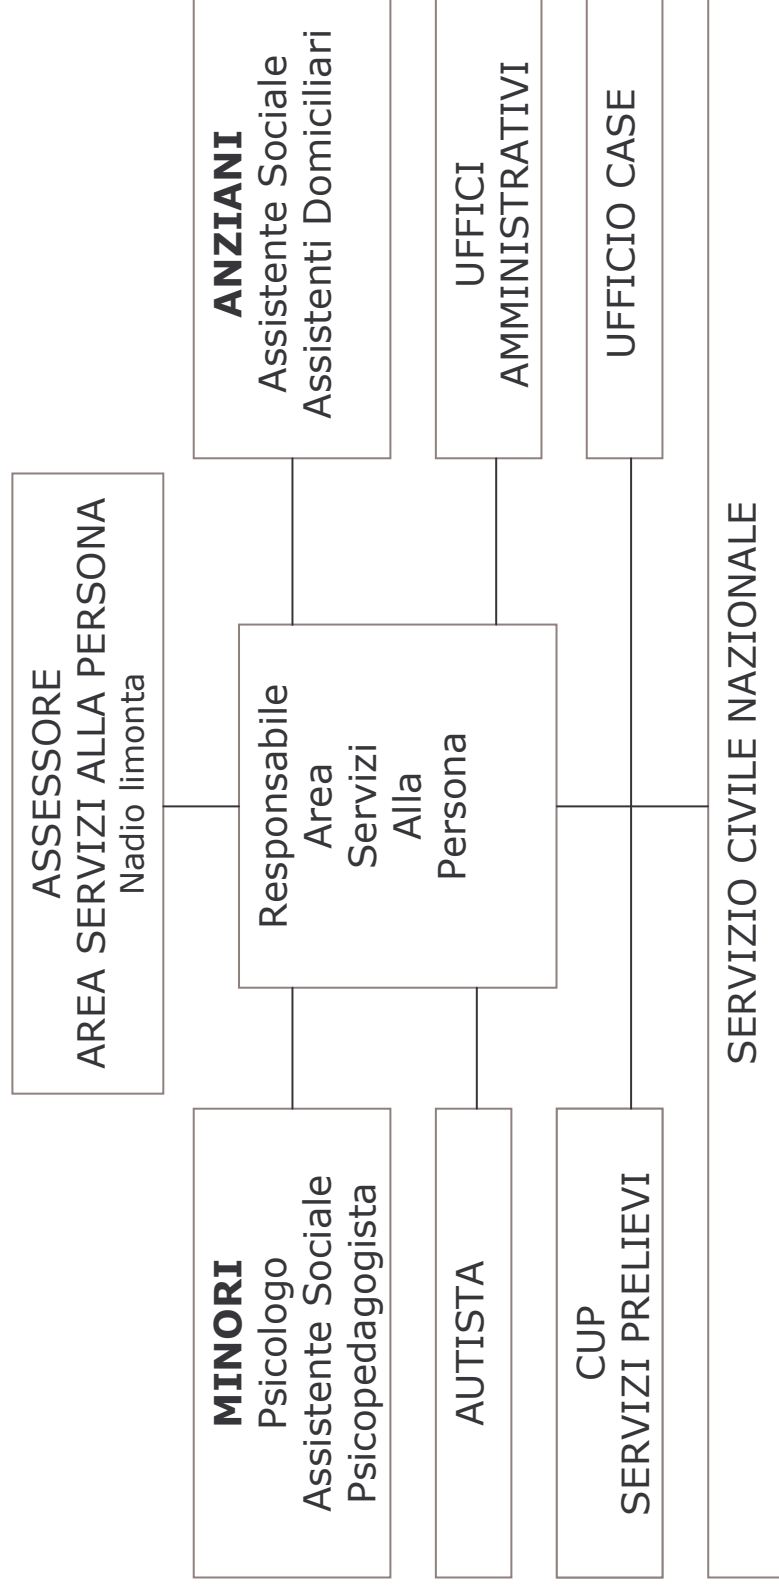 ASSESSORE
AREA SERVIZI ALLA PERSONA
Nadio limonta
MINORI
Psicologo
Assistente Sociale
Psicopedagogista
Responsabile
Area
Servizi
Alla
Persona
ANZIANI
Assistente Sociale
Assistenti Domiciliari
AUTISTA
UFFICI
AMMINISTRATIVI
CUP
SERVIZI PRELIEVI
UFFICIO CASE
SERVIZIO CIVILE NAZIONALE